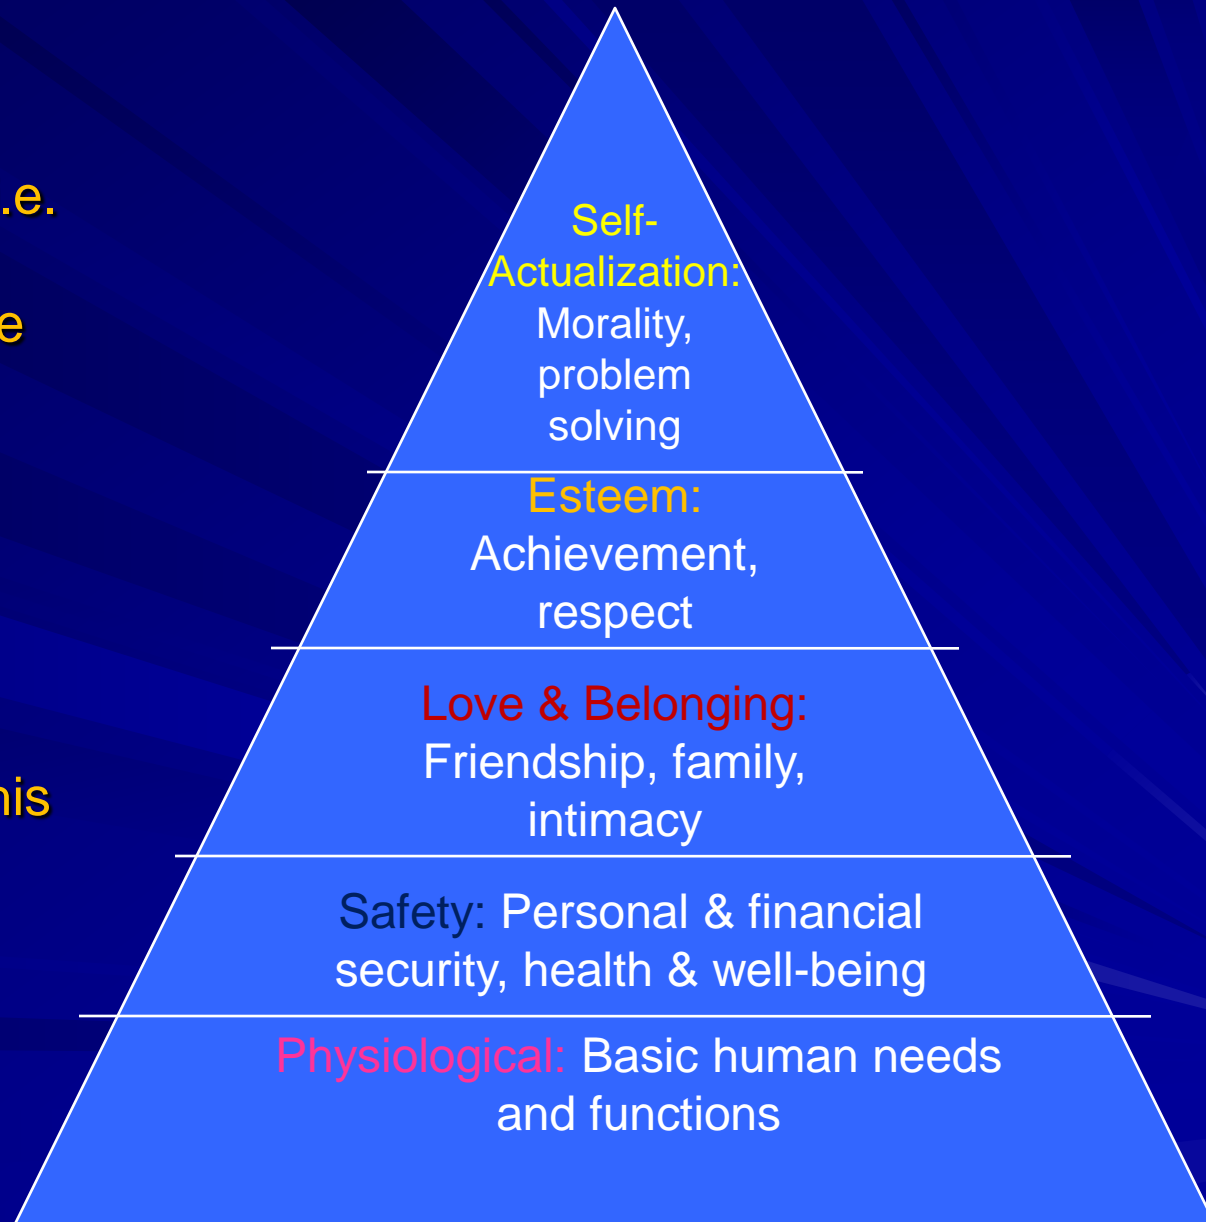 .e.
e
Self-
Actualization:
Morality,
problem
solving
Esteem:
Achievement,
respect
Love & Belonging:
Friendship, family,
intimacy
Safety: Personal & financial
security, health & well-being
Physiological: Basic human needs
and functions